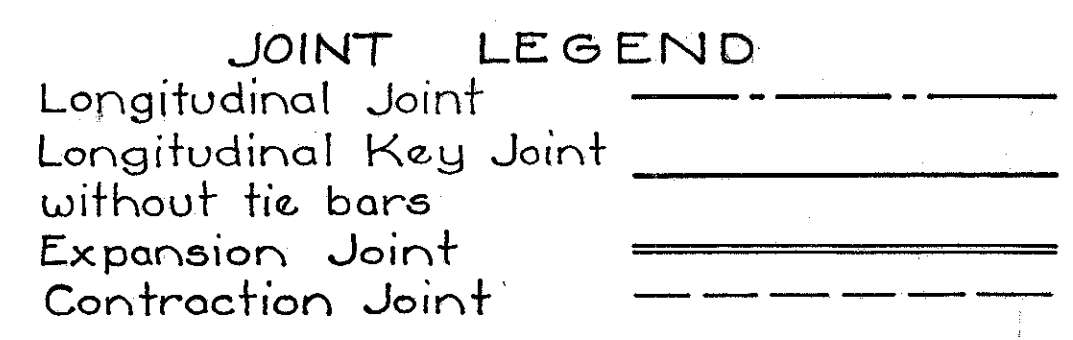 JOINT LEGEND
Longitudinal Joint
Longitudinal Key Joint
without tie bars
Expansion Joint
Contraction Joint